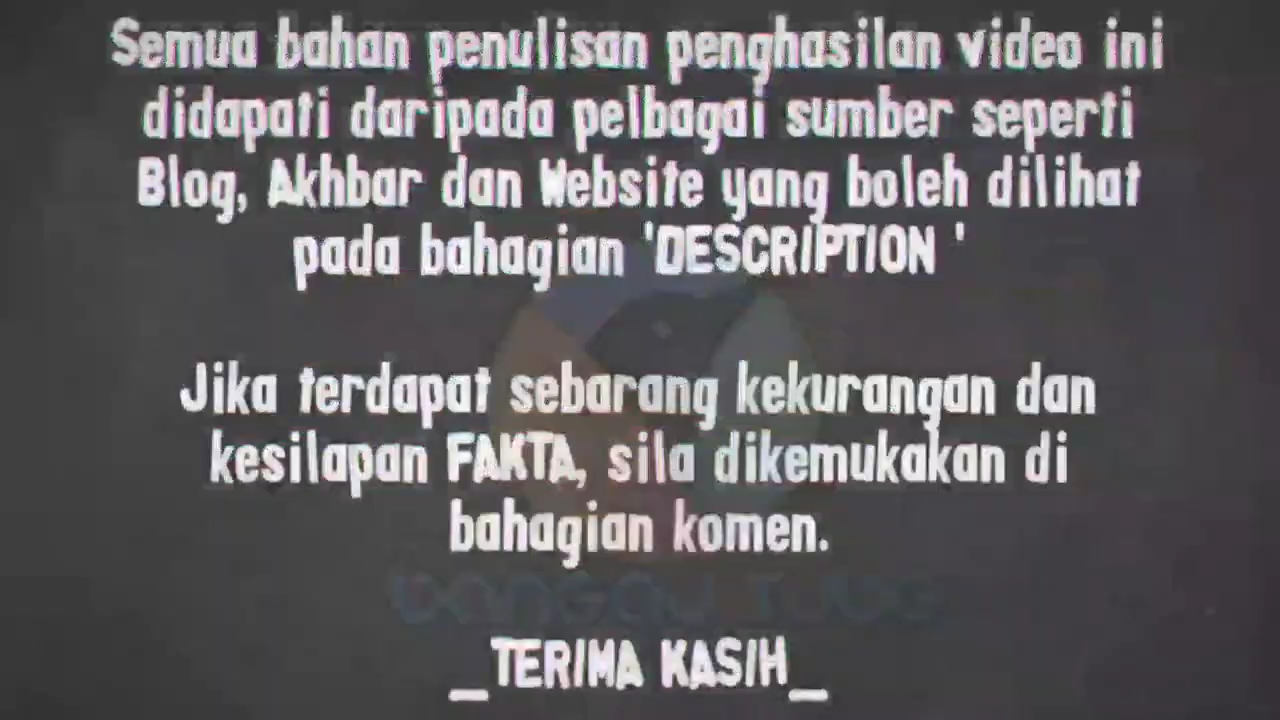 Semua bahan penulisan penghasilan video ini
didapati daripada pelbagai sumber seperti
Blog, Akhbar dan Website yang boleh dilihat
pada bahagian 'DESCRIPTION '
Jika terdapat sebarang kekurangan dan
kesilapan FAKTA, sila dikemukakan di
bahagian komen.
_TERIMA KASIH_